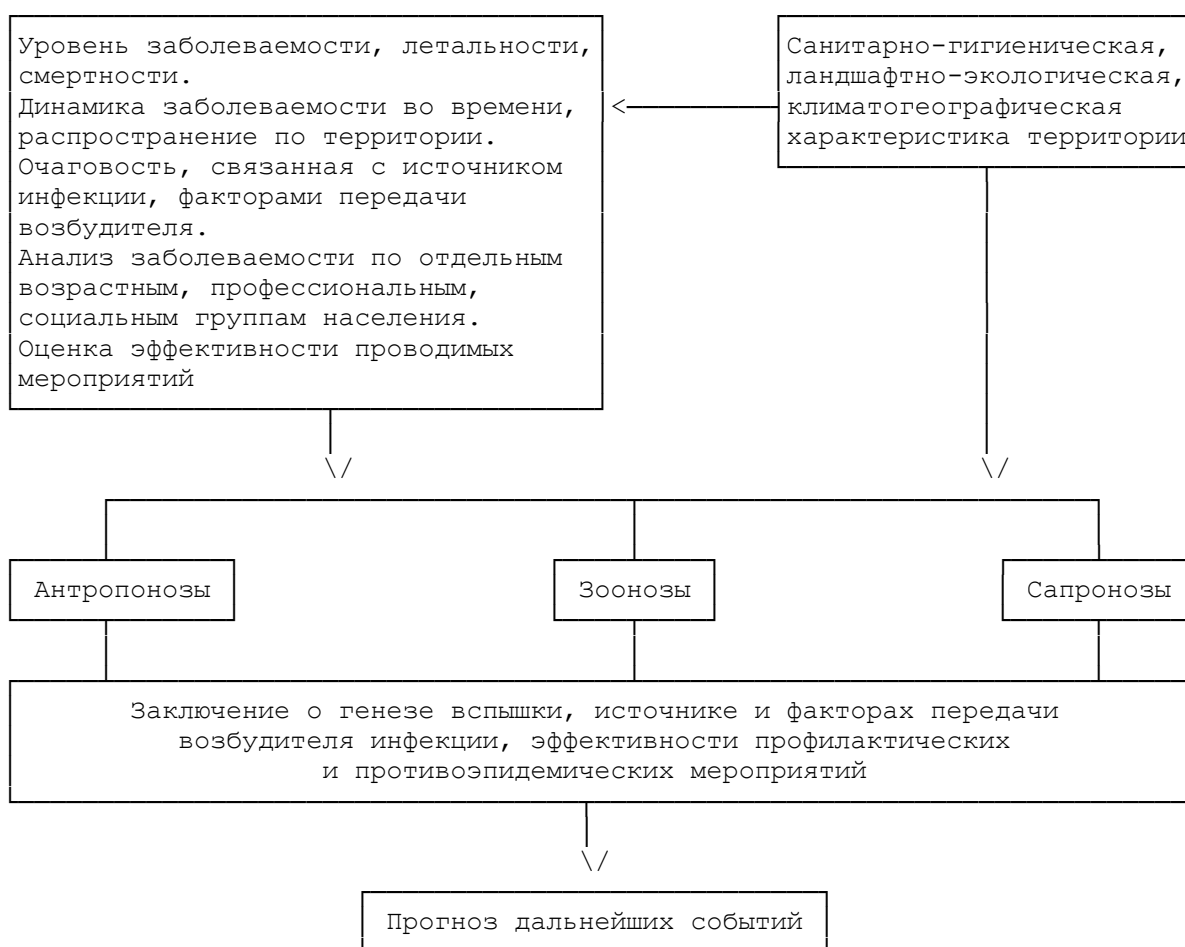 Уровень заболеваемости, летальности,
смертности.
Динамика заболеваемости во времени,
распространение по территории.
Очаговость, связанная с источником
инфекции, факторами передачи
возбудителя.
Анализ заболеваемости по отдельным
возрастным, профессиональным,
социальным группам населения.
Оценка эффективности проводимых
мероприятий
Санитарно-гигиеническая,
ландшафтно-экологическая,
климатогеографическая
характеристика территории
Антропонозы
Зоонозы
Сапронозы
Заключение о генезе вспышки, источнике и факторах передачи
возбудителя инфекции, эффективности профилактических
и противоэпидемических мероприятий
Прогноз дальнейших событий